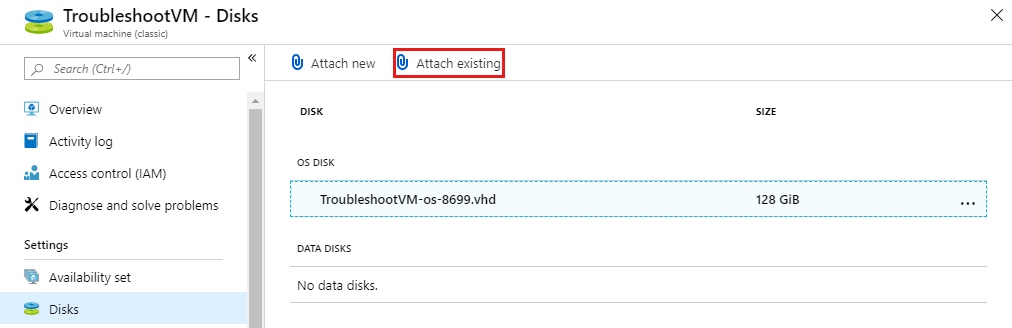 TroubleshootVM - Disks
Virtual machine (classic)
Search (Ctrl+/)
Overview
Activity log
Access control (IAM)
Diagnose and solve problems
Settings
Availability set
Disks
Attach new Attach existing
DISK SIZE
OS DISK
TroubleshootVM-os-8699.vhd 128 GiB ...
DATA DISKS
No data disks.